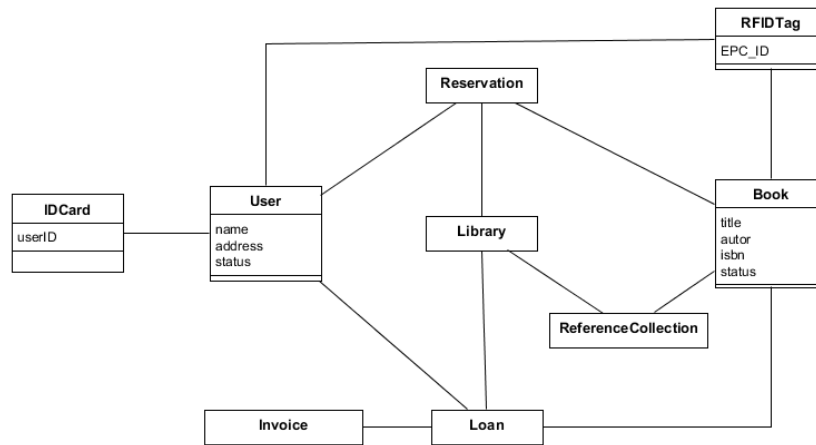 RFIDTag
EPC_ID
Reservation
IDCard
userID
User
name
address
status
Library
Book
title
autor
isbn
status
ReferenceCollection
Invoice
Loan